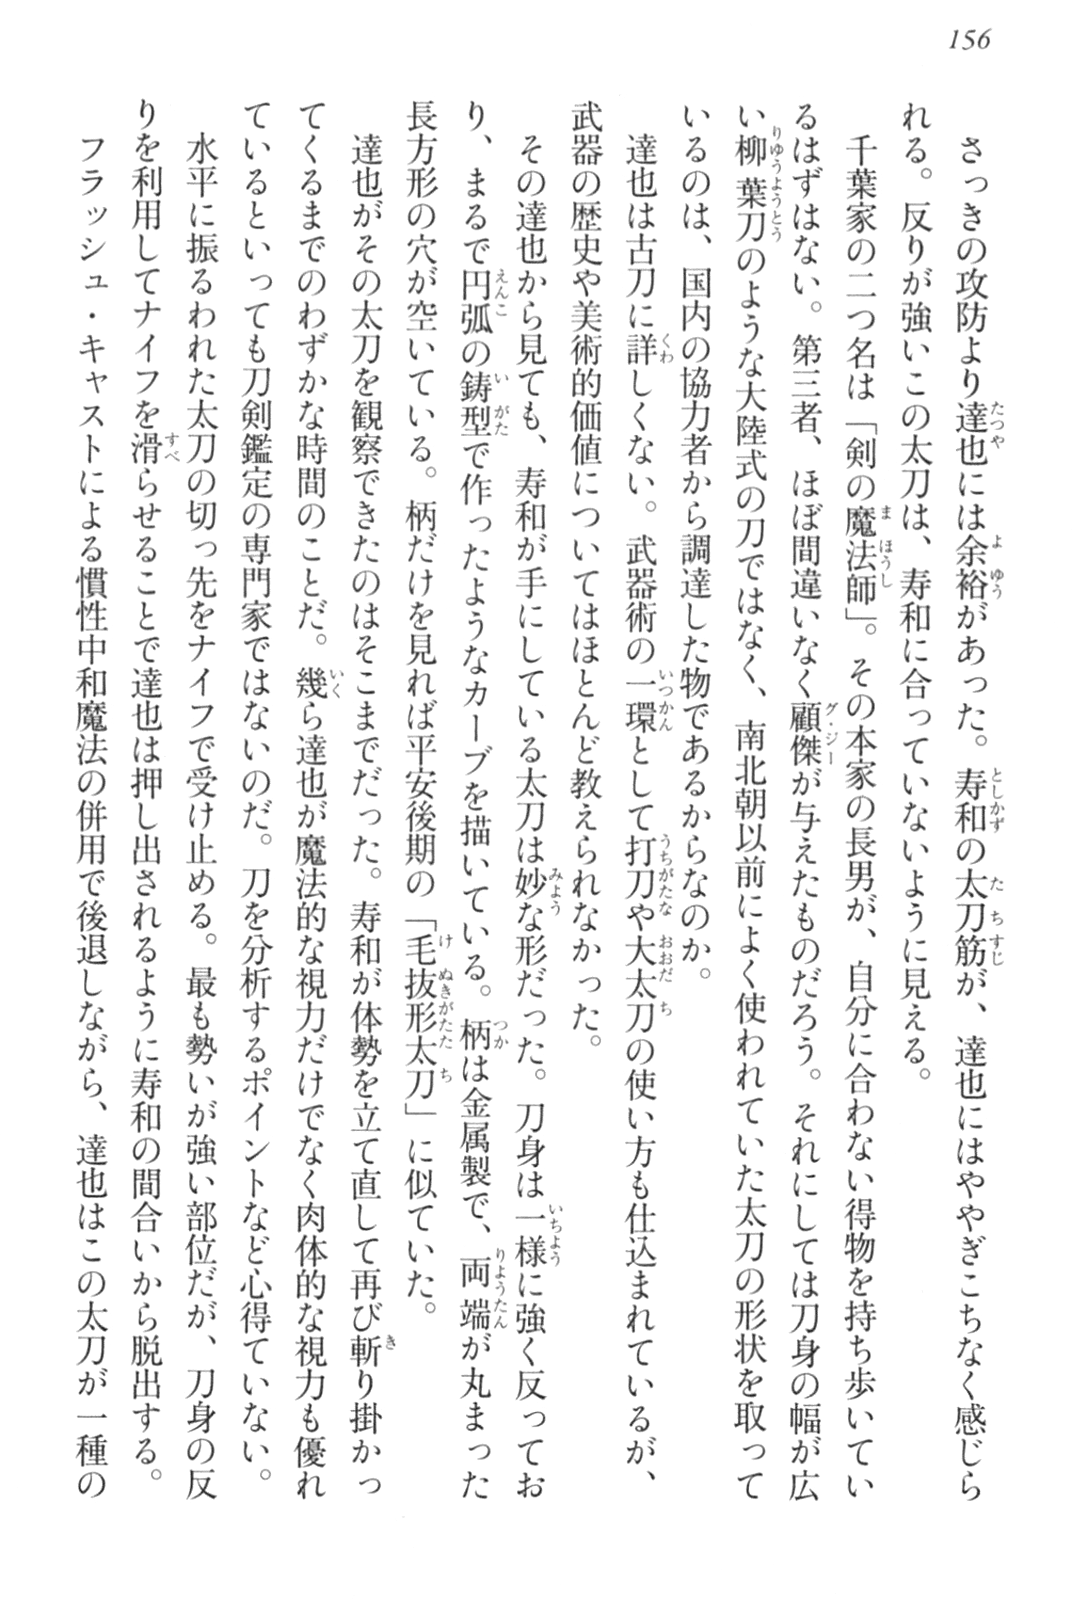 156
さっきの攻防より達也には余裕があった。寿和の太刀筋が、達也にはややぎこちなく感じら
れる。反りが強いこの太刀は、寿和に合っていないように見える。
千葉家の二つ名は「剣の魔法師」。その本家の長男が、自分に合わない得物を持ち歩いてい
るはずはない。第三者、ほぼ間違いなく顧傑が与えたものだろう。それにしては刀身の幅が広
い柳葉刀のような大陸式の刀ではなく、南北朝以前によく使われていた太刀の形状を取って
いるのは、国内の協力者から調達した物であるからなのか。
達也は古刀に詳しくない。武器術の一環として打刀や大太刀の使い方も仕込まれているが、
武器の歴史や美術的価値についてはほとんど教えられなかった。
その達也から見ても、寿和が手にしている太刀は妙な形だった。刀身は一様に強く反ってお
り、まるで円弧の鋳型で作ったようなカーブを描いている。柄は金属製で、両端が丸まった
長方形の穴が空いている。柄だけを見れば平安後期の「毛抜形太刀」に似ていた。
達也がその太刀を観察できたのはそこまでだった。寿和が体勢を立て直して再び斬り掛かっ
てくるまでのわずかな時間のことだ。幾ら達也が魔法的な視力だけでなく肉体的な視力も優れ
ているといっても刀剣鑑定の専門家ではないのだ。刀を分析するポイントなど心得ていない。
水平に振るわれた太刀の切っ先をナイフで受け止める。最も勢いが強い部位だが、刀身の反
りを利用してナイフを滑らせることで達也は押し出されるように寿和の間合いから脱出する。
フラッシュ・キャストによる慣性中和魔法の併用で後退しながら、達也はこの太刀が一種の